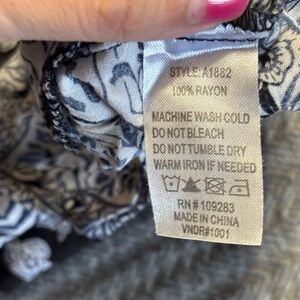 STYLE: A1882
100% RAYON
MACHINE WASH COLD
DO NOT BLEACH
DO NOT TUMBLE DRY
WARM IRON IF NEEDED
RN # 109283
MADE IN CHINA
VNDR#1001